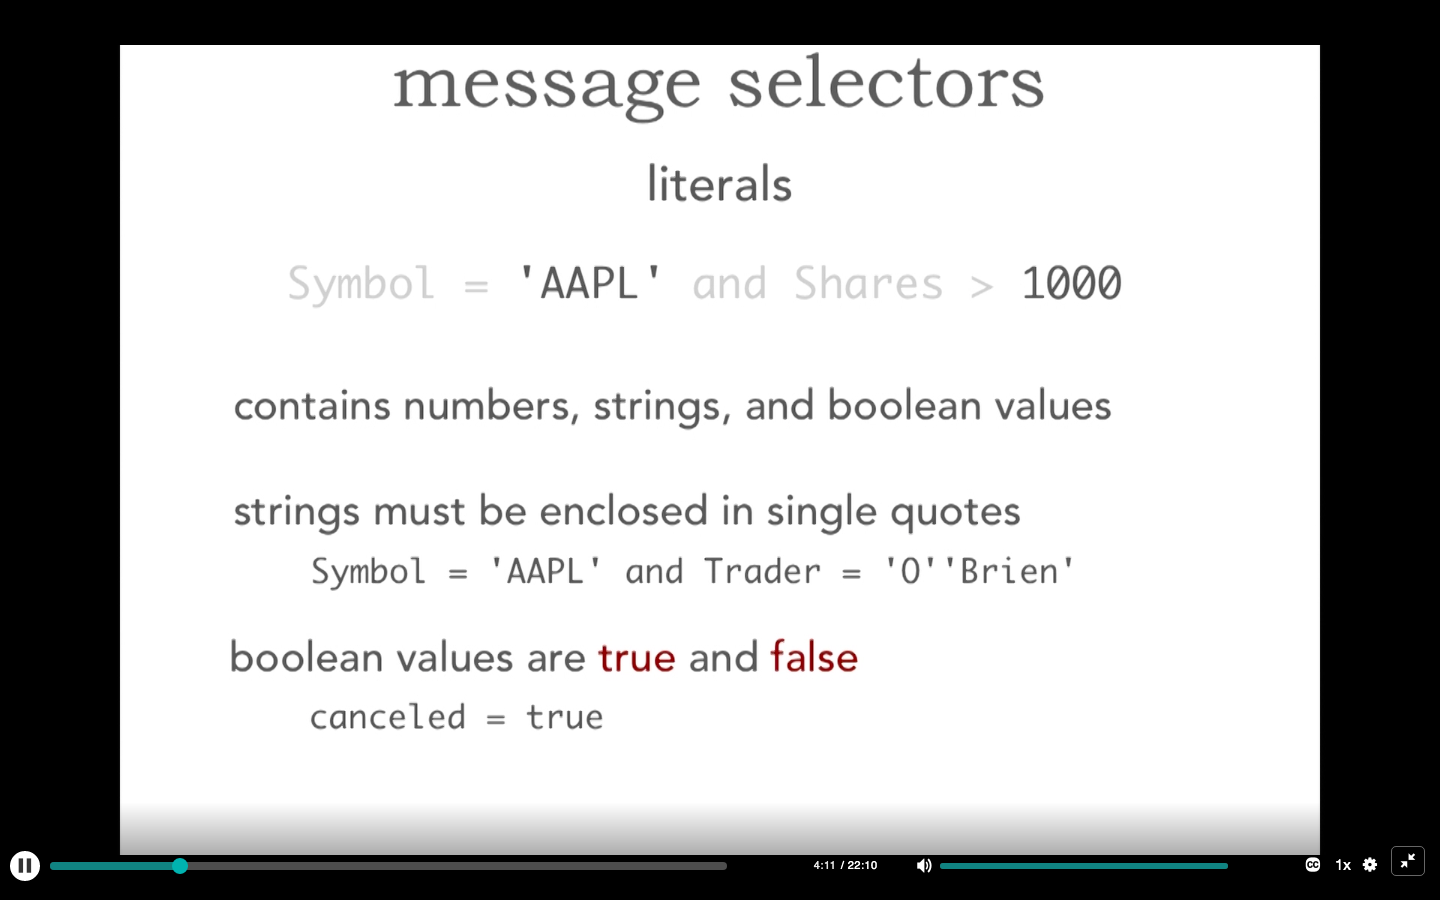 message selectors
literals
Symbol = 'AAPL' and Shares > 1000
contains numbers, strings, and boolean values
strings must be enclosed in single quotes
Symbol = 'AAPL' and Trader = 'O''Brien'
boolean values are true and false
canceled = true
4:11 / 22:10
CC
1x